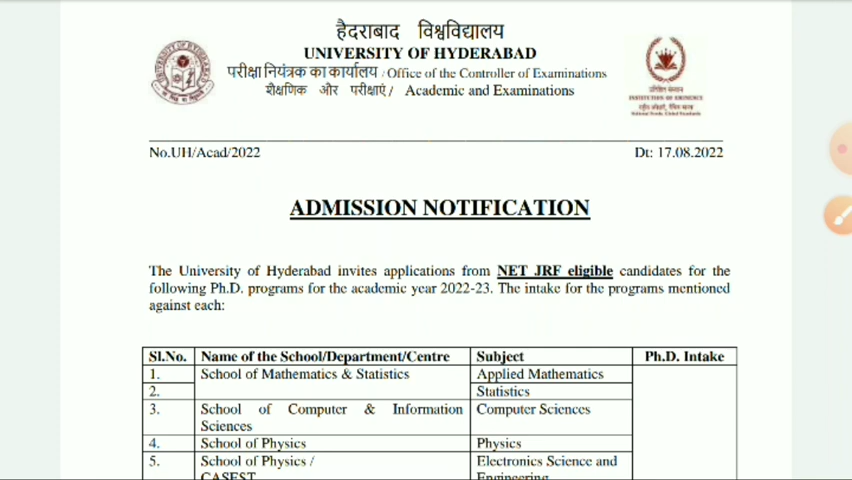 हैदराबाद विश्वविद्यालय
UNIVERSITY OF HYDERABAD
परीक्षा नियंत्रक का कार्यालय / Office of the Controller of Examinations
शैक्षणिक और परीक्षाएं / Academic and Examinations
प्रतिष्ठित संस्थान
INSTITUTION OF EMINENCE
No.UH/Acad/2022 Dt: 17.08.2022
ADMISSION NOTIFICATION
The University of Hyderabad invites applications from NET JRF eligible candidates for the
following Ph.D. programs for the academic year 2022-23. The intake for the programs mentioned
against each:
Sl.No. Name of the School/Department/Centre Subject Ph.D. Intake
1. School of Mathematics & Statistics Applied Mathematics
2. Statistics
3. School of Computer & Information Computer Sciences
Sciences
4. School of Physics Physics
5. School of Physics / Electronics Science and
CASEST Engineering